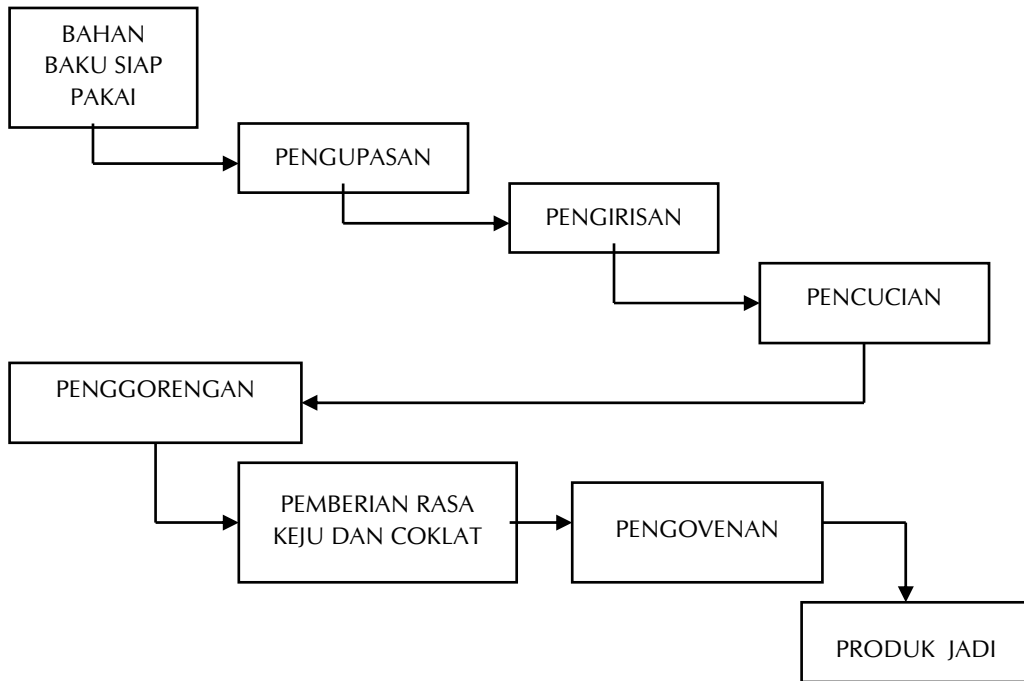 BAHAN
BAKU SIAP
PAKAI
PENGUPASAN
PENGIRISAN
PENCUCIAN
PENGGORENGAN
PEMBERIAN RASA
KEJU DAN COKLAT
PENGOVENAN
PRODUK JADI